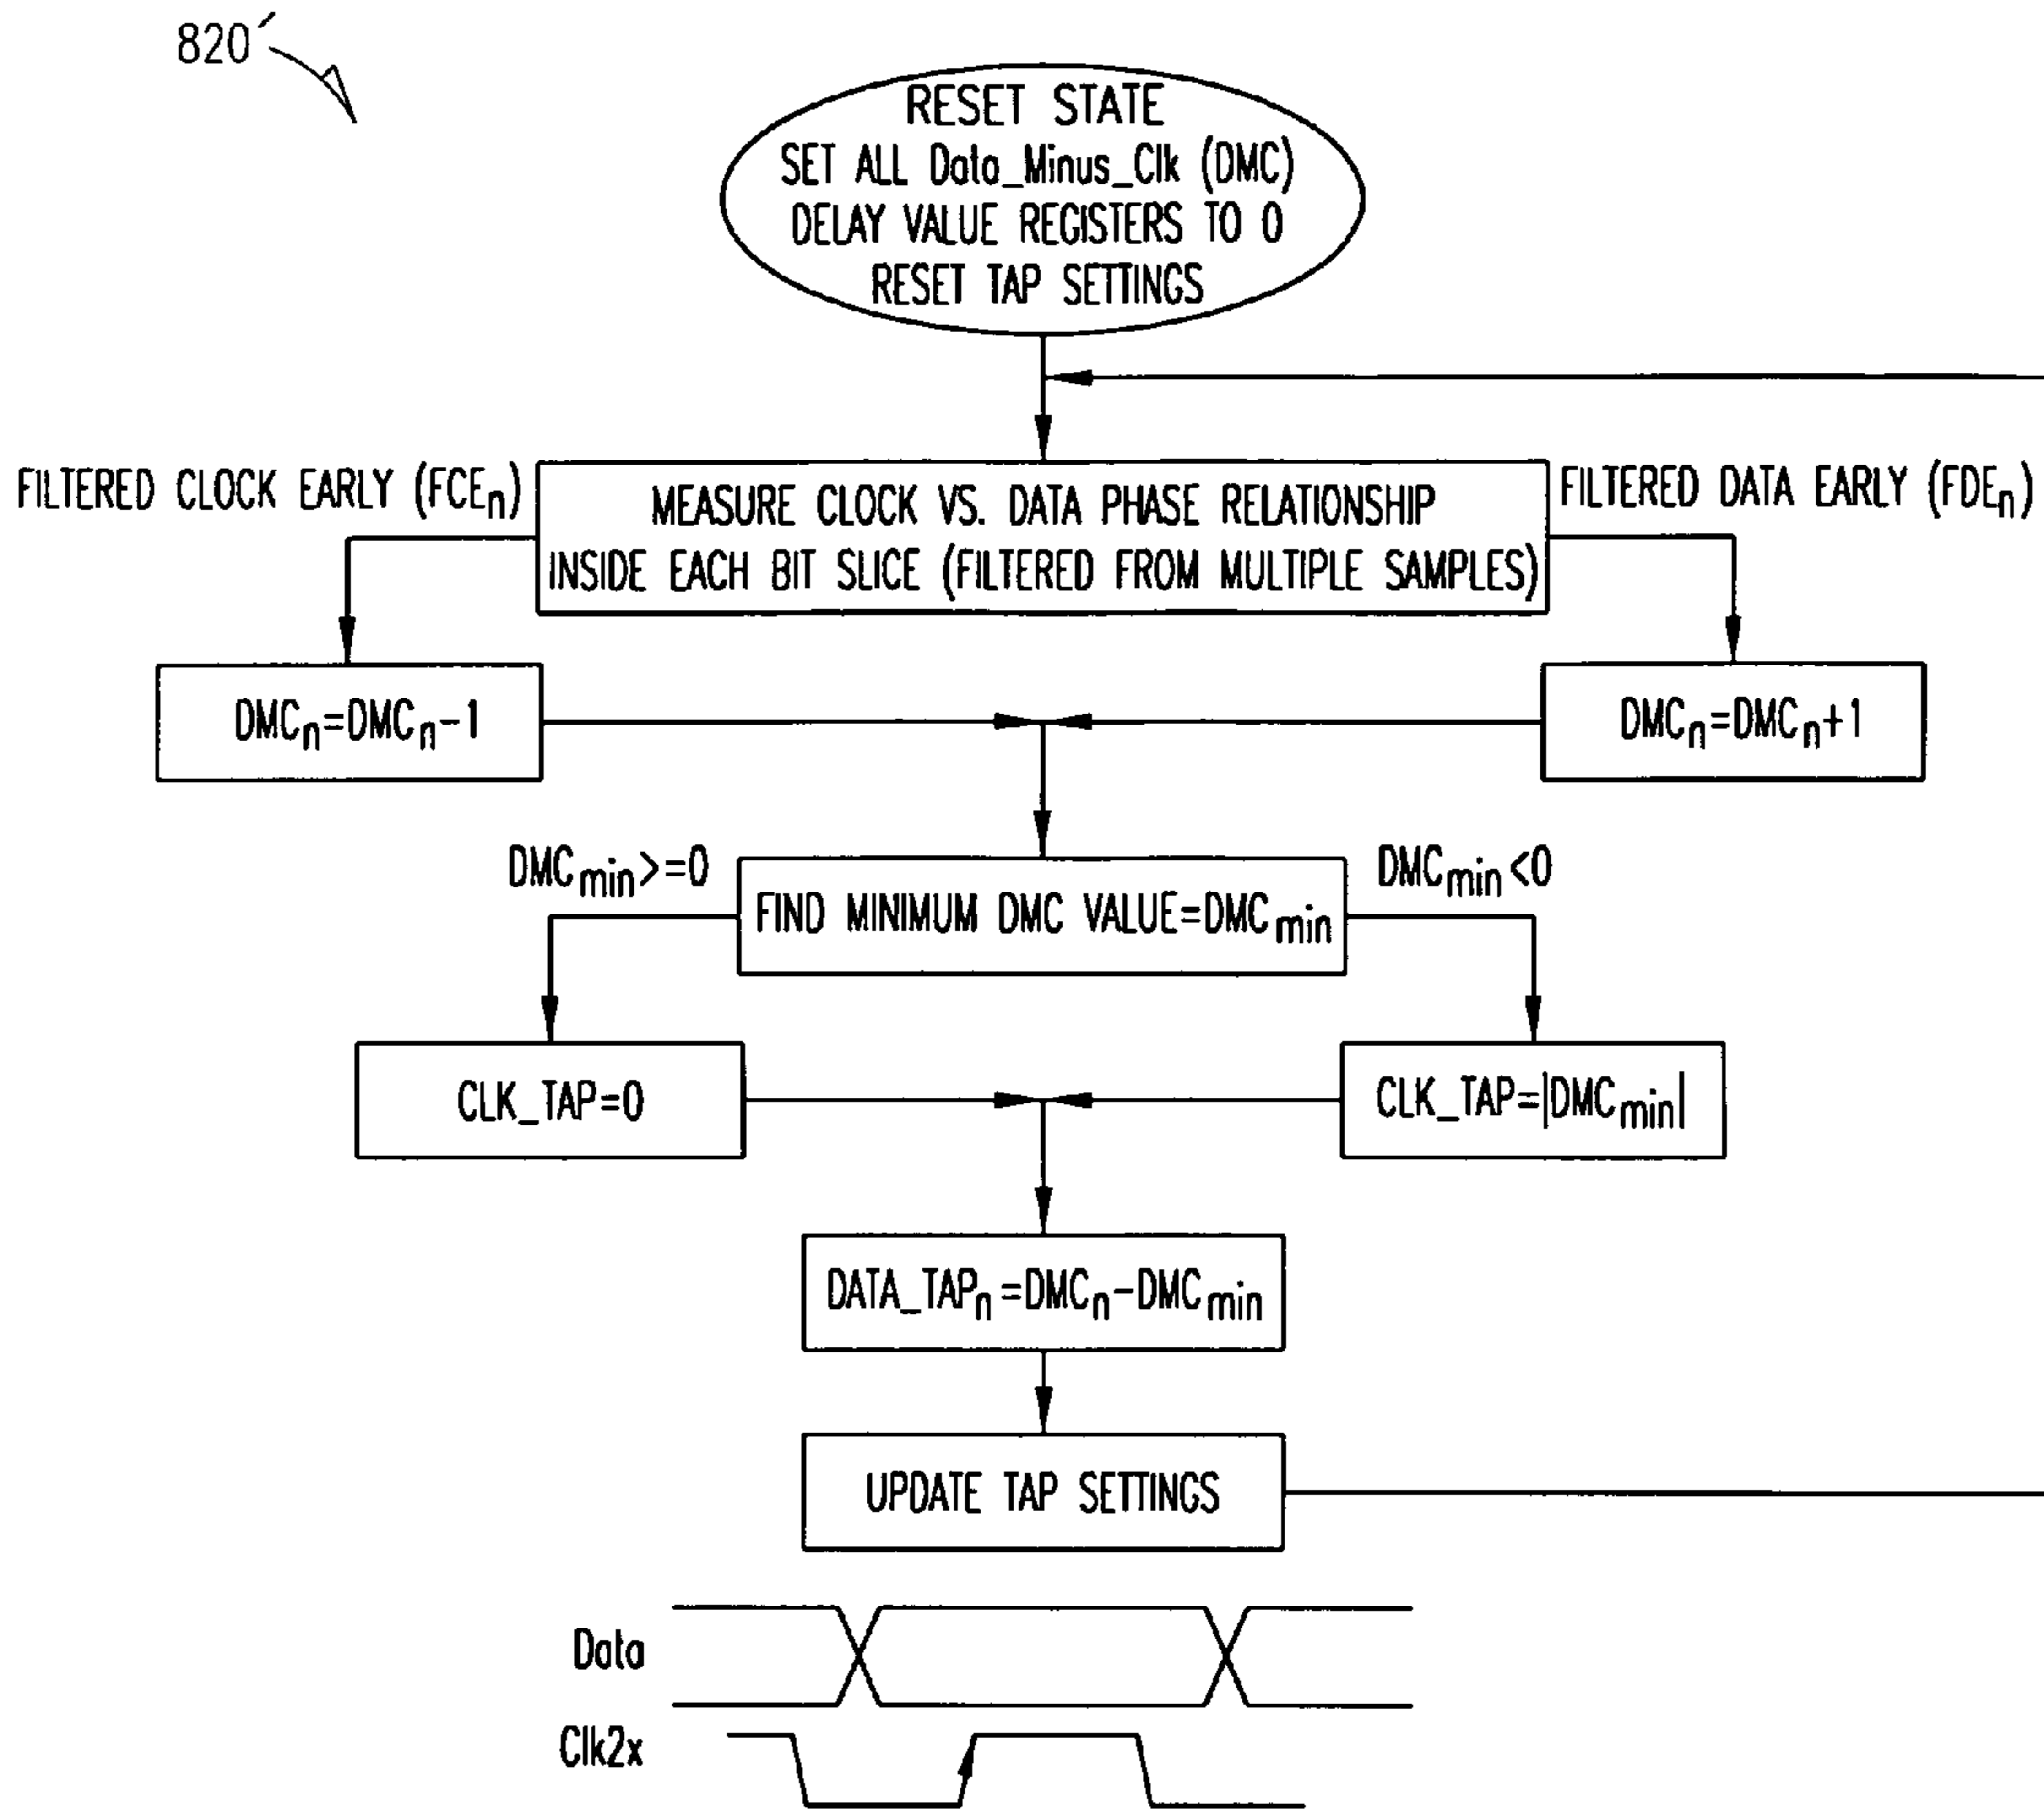 820′
RESET STATE
SET ALL Data_Minus_Clk (DMC)
DELAY VALUE REGISTERS TO 0
RESET TAP SETTINGS
FILTERED CLOCK EARLY (FCEn)
MEASURE CLOCK VS. DATA PHASE RELATIONSHIP
INSIDE EACH BIT SLICE (FILTERED FROM MULTIPLE SAMPLES)
FILTERED DATA EARLY (FDEn)
DMCn=DMCn-1
DMCn=DMCn+1
DMCmin>=0
FIND MINIMUM DMC VALUE=DMCmin
DMCmin<0
CLK_TAP=0
CLK_TAP=|DMCmin|
DATA_TAPn=DMCn-DMCmin
UPDATE TAP SETTINGS
Data
Clk2x